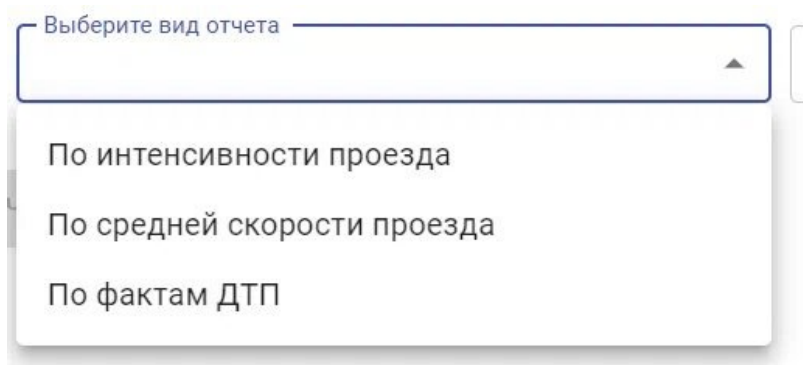 Выберите вид отчета
По интенсивности проезда
По средней скорости проезда
По фактам ДТП